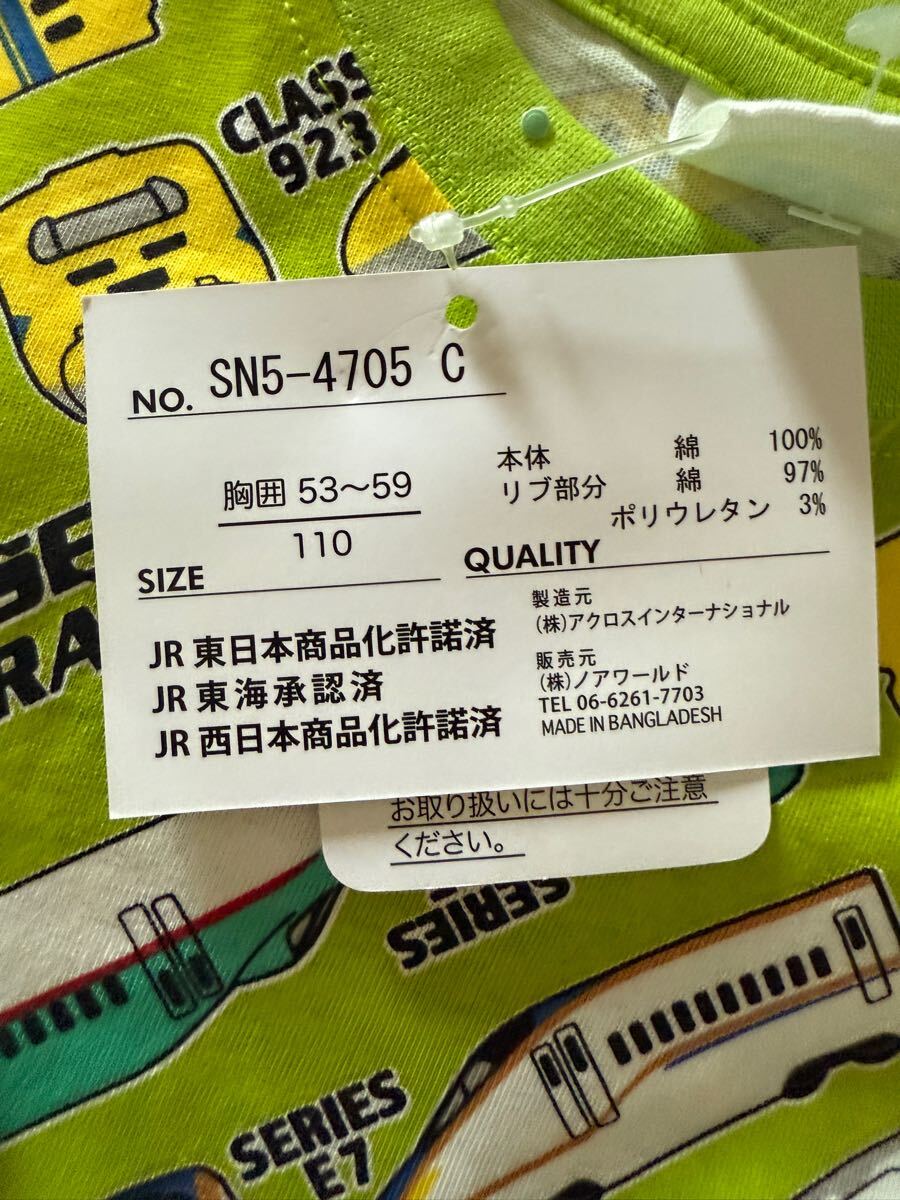 CLASS
923
NO. SN5-4705 C
胸囲 53〜59
110
SIZE
本体 綿 100%
リブ部分 綿 97%
ポリウレタン 3%
QUALITY
JR 東日本商品化許諾済
JR 東海承認済
JR 西日本商品化許諾済
製造元
(株)アクロスインターナショナル
販売元
(株)ノアワールド
TEL 06-6261-7703
MADE IN BANGLADESH
お取り扱いには十分ご注意
ください。
SERIES
SERIES
E7